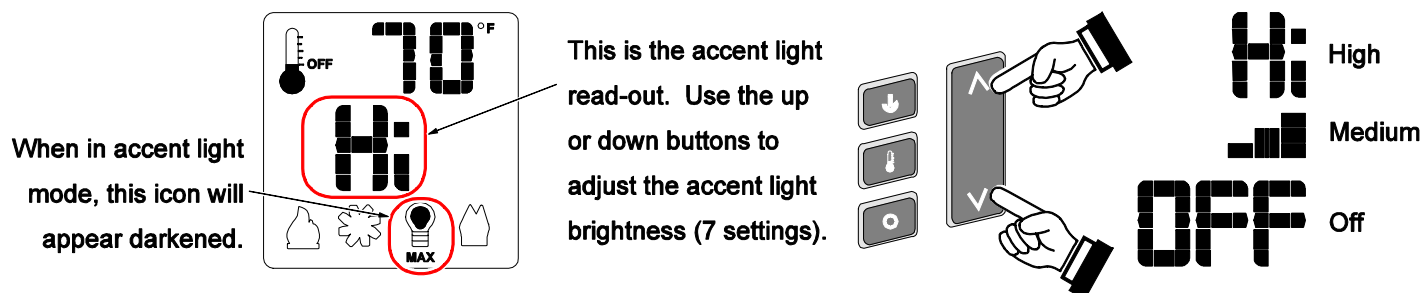 When in accent light
mode, this icon will
appear darkened.
70 °F
OFF
Hi
MAX
This is the accent light
read-out.  Use the up
or down buttons to
adjust the accent light
brightness (7 settings).
Hi High
Medium
OFF Off